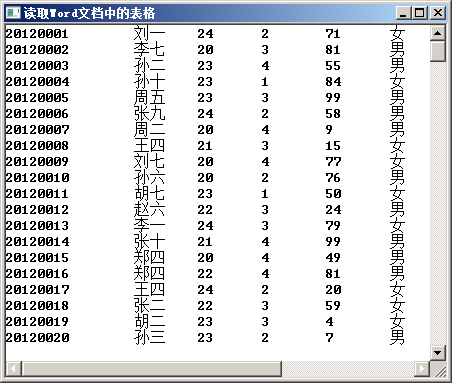 读取Word文档中的表格
20120001 刘一 24 2 71 女
20120002 李七 20 3 81 男
20120003 孙二 23 4 55 男
20120004 孙十 23 1 84 女
20120005 周五 23 3 99 男
20120006 张九 24 2 58 男
20120007 周二 20 4 9 男
20120008 王四 21 3 15 女
20120009 刘七 20 4 77 女
20120010 孙六 20 2 76 男
20120011 胡七 23 1 50 女
20120012 赵六 22 3 24 男
20120013 李一 24 3 79 女
20120014 张十 21 4 99 男
20120015 郑四 20 4 49 男
20120016 郑四 22 4 81 男
20120017 王四 24 2 20 女
20120018 张二 22 3 59 女
20120019 胡二 23 3 4 女
20120020 孙三 23 2 7 男